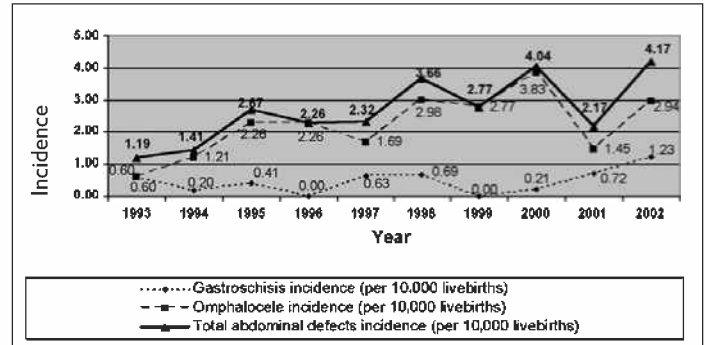 5.00
4.00
3.00
2.00
1.00
0.00
Incidence
1.19 1.41 2.67 2.26 2.32 3.66 2.77 4.04 2.17 4.17
0.60 1.21 2.26 2.26 1.69 2.98 2.77 3.83 1.45 2.94
0.60 0.20 0.41 0.00 0.63 0.69 0.00 0.21 0.72 1.23
1993 1994 1995 1996 1997 1998 1999 2000 2001 2002
Year
Gastroschisis incidence (per 10.000 livebirths)
Omphalocele incidence (per 10,000 livebirths)
Total abdominal defects incidence (per 10,000 livebirths)